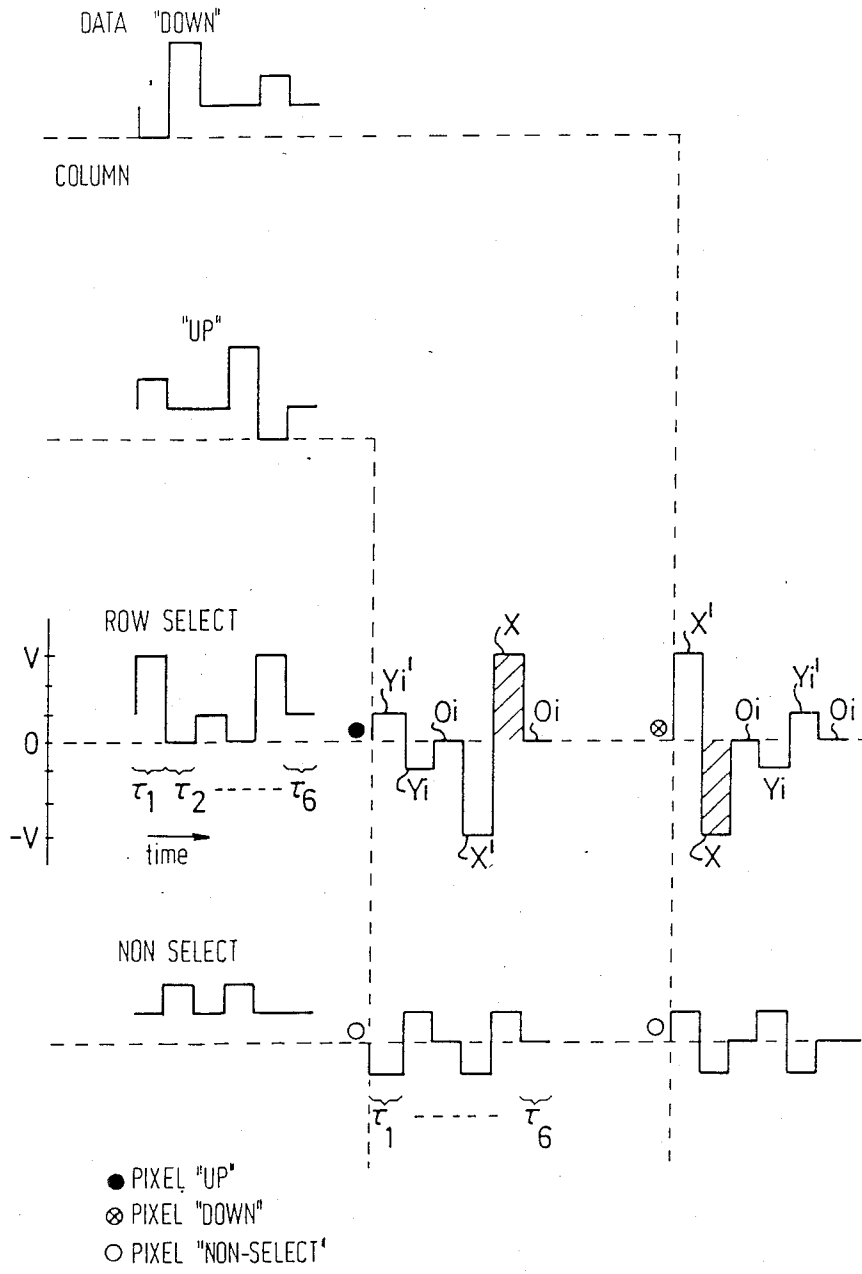 DATA "DOWN"
COLUMN
"UP"
ROW SELECT
V
0
-V
τ1 τ2 ------ τ6
time
Yi'
Yi
Oi
X'
X
Oi
X'
X
Oi
Yi
Yi'
Oi
NON SELECT
τ1 ------ τ6
● PIXEL "UP"
⊗ PIXEL "DOWN"
○ PIXEL "NON-SELECT'